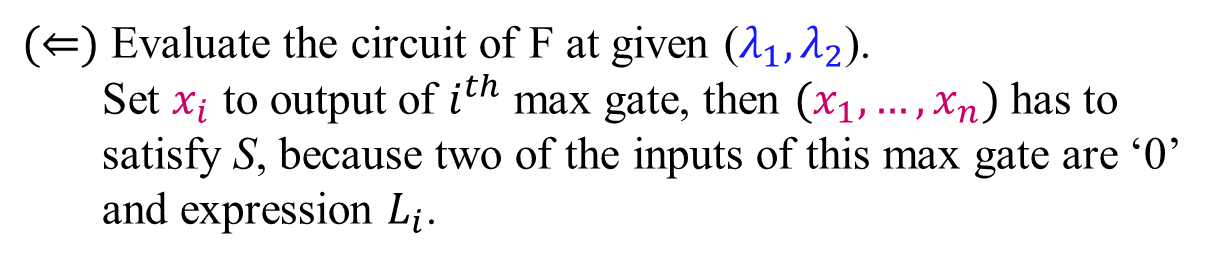 (⇐) Evaluate the circuit of F at given (λ₁, λ₂).
Set xᵢ to output of iᵗʰ max gate, then (x₁, … , xₙ) has to
satisfy S, because two of the inputs of this max gate are ‘0’
and expression Lᵢ.